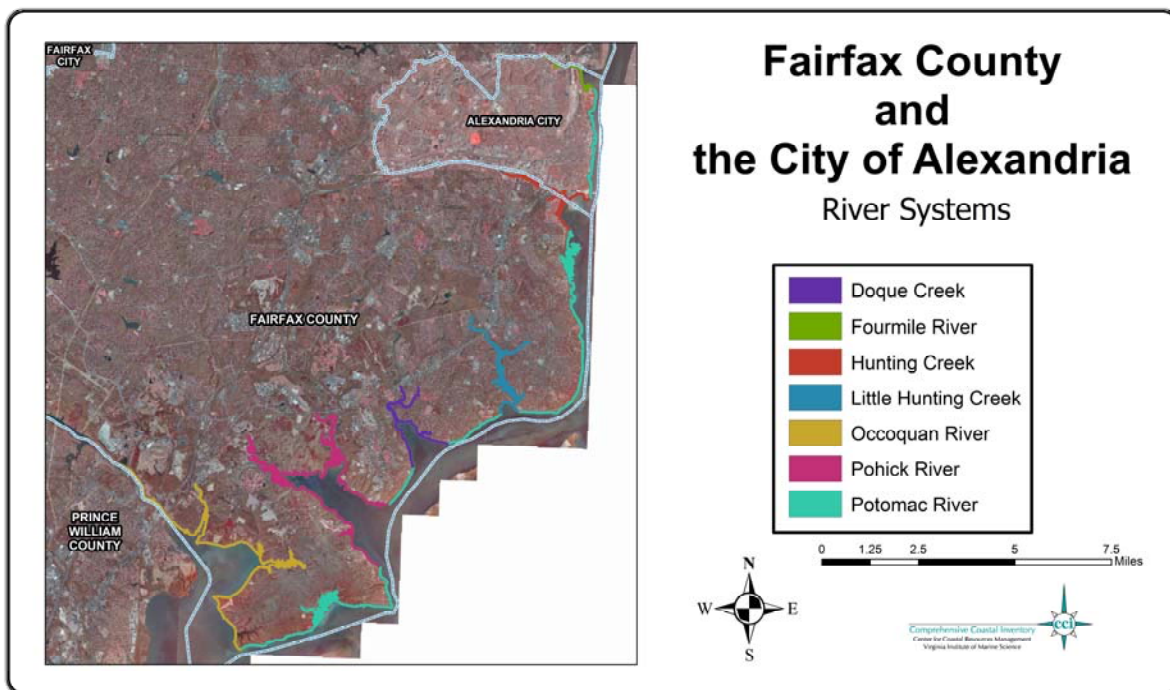 FAIRFAX
CITY
ALEXANDRIA CITY
FAIRFAX COUNTY
PRINCE
WILLIAM
COUNTY
Fairfax County
and
the City of Alexandria
River Systems
Doque Creek
Fourmile River
Hunting Creek
Little Hunting Creek
Occoquan River
Pohick River
Potomac River
0 1.25 2.5 5 7.5
Miles
N
W E
S
Comprehensive Coastal Inventory
Center for Coastal Resources Management
Virginia Institute of Marine Science
cci